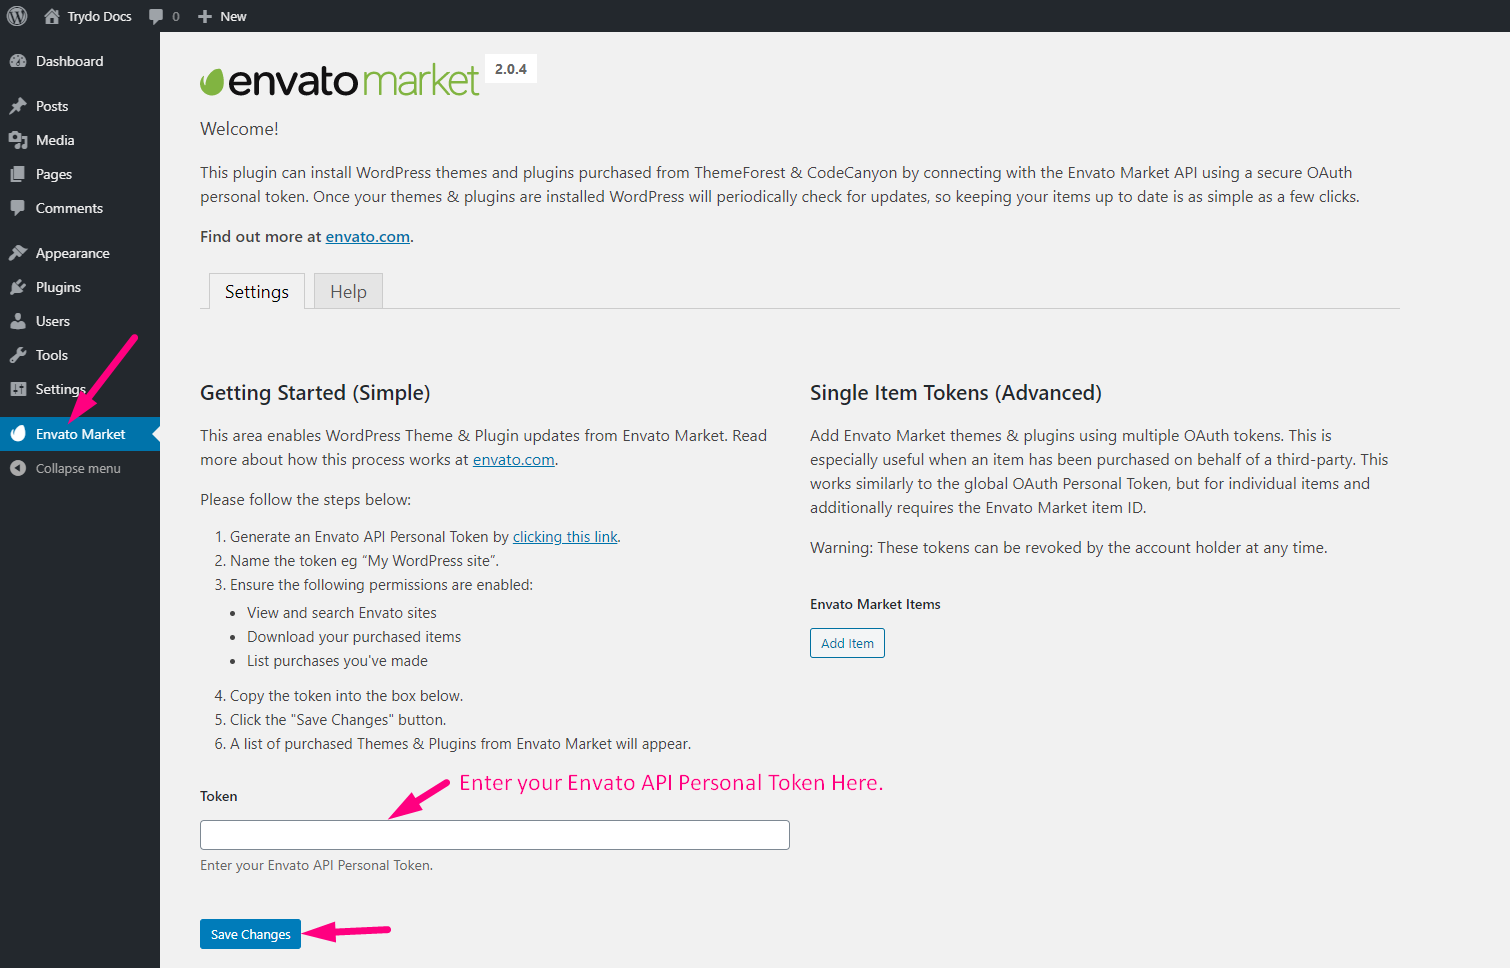 Trydo Docs 0 New
Dashboard
Posts
Media
Pages
Comments
Appearance
Plugins
Users
Tools
Settings
Envato Market
Collapse menu
envato market 2.0.4
Welcome!
This plugin can install WordPress themes and plugins purchased from ThemeForest & CodeCanyon by connecting with the Envato Market API using a secure OAuth
personal token. Once your themes & plugins are installed WordPress will periodically check for updates, so keeping your items up to date is as simple as a few clicks.
Find out more at envato.com.
Settings Help
Getting Started (Simple)
This area enables WordPress Theme & Plugin updates from Envato Market. Read
more about how this process works at envato.com.
Please follow the steps below:
1. Generate an Envato API Personal Token by clicking this link.
2. Name the token eg “My WordPress site”.
3. Ensure the following permissions are enabled:
• View and search Envato sites
• Download your purchased items
• List purchases you've made
4. Copy the token into the box below.
5. Click the "Save Changes" button.
6. A list of purchased Themes & Plugins from Envato Market will appear.
Enter your Envato API Personal Token Here.
Token
Enter your Envato API Personal Token.
Save Changes
Single Item Tokens (Advanced)
Add Envato Market themes & plugins using multiple OAuth tokens. This is
especially useful when an item has been purchased on behalf of a third-party. This
works similarly to the global OAuth Personal Token, but for individual items and
additionally requires the Envato Market item ID.
Warning: These tokens can be revoked by the account holder at any time.
Envato Market Items
Add Item